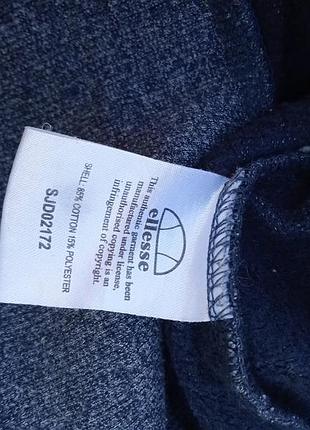 ellesse
This authentic ellesse
manufactured garment has been
unauthorised under license,
infringement copying is an
of copyright.
SHELL: 85% COTTON 15% POLYESTER
SJD02172